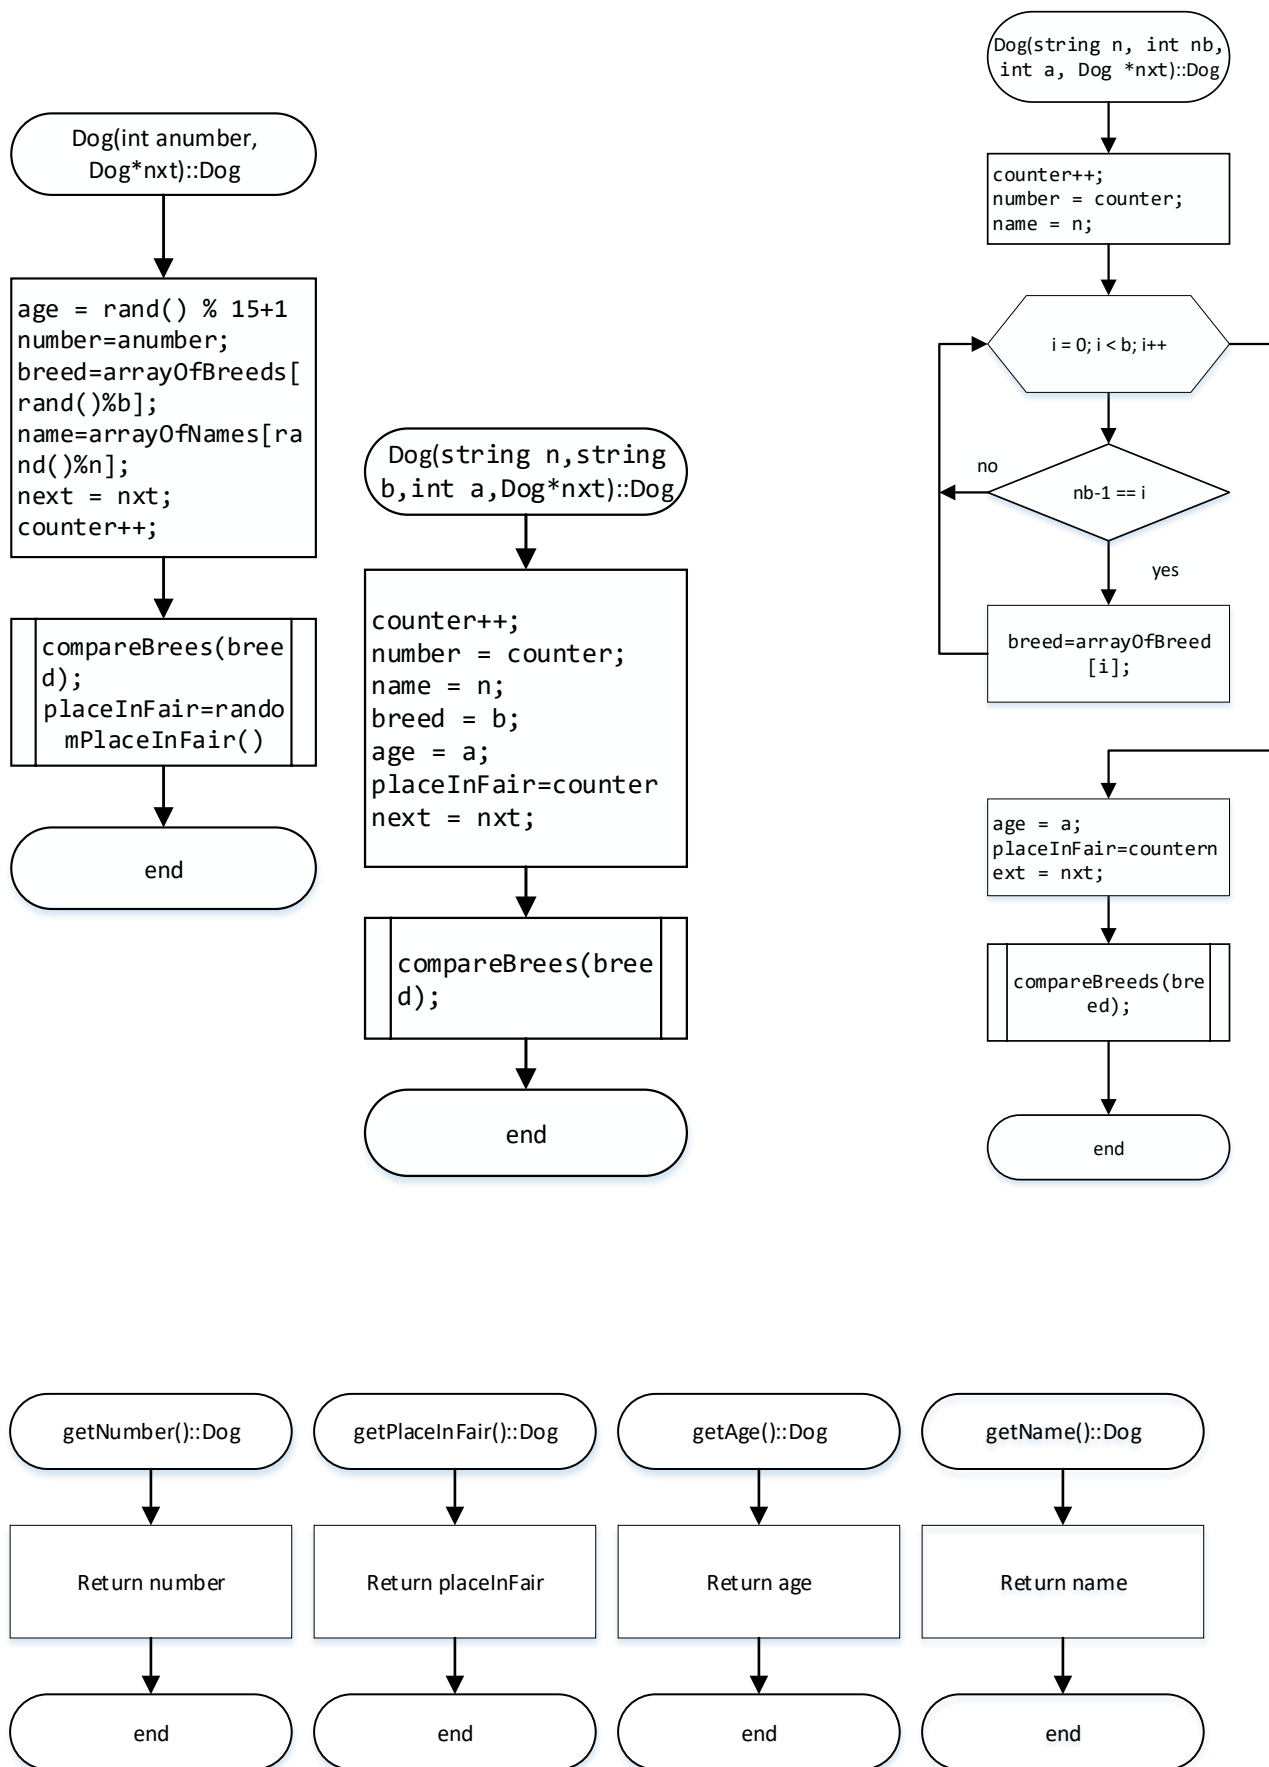 Dog(int anumber,
Dog*nxt)::Dog
age = rand() % 15+1
number=anumber;
breed=arrayOfBreeds[
rand()%b];
name=arrayOfNames[ra
nd()%n];
next = nxt;
counter++;
compareBrees(bree
d);
placeInFair=rando
mPlaceInFair()
end
Dog(string n,string
b,int a,Dog*nxt)::Dog
counter++;
number = counter;
name = n;
breed = b;
age = a;
placeInFair=counter
next = nxt;
compareBrees(bree
d);
end
Dog(string n, int nb,
int a, Dog *nxt)::Dog
counter++;
number = counter;
name = n;
i = 0; i < b; i++
no
nb-1 == i
yes
breed=arrayOfBreed
[i];
age = a;
placeInFair=countern
ext = nxt;
compareBreeds(bre
ed);
end
getNumber()::Dog
Return number
end
getPlaceInFair()::Dog
Return placeInFair
end
getAge()::Dog
Return age
end
getName()::Dog
Return name
end